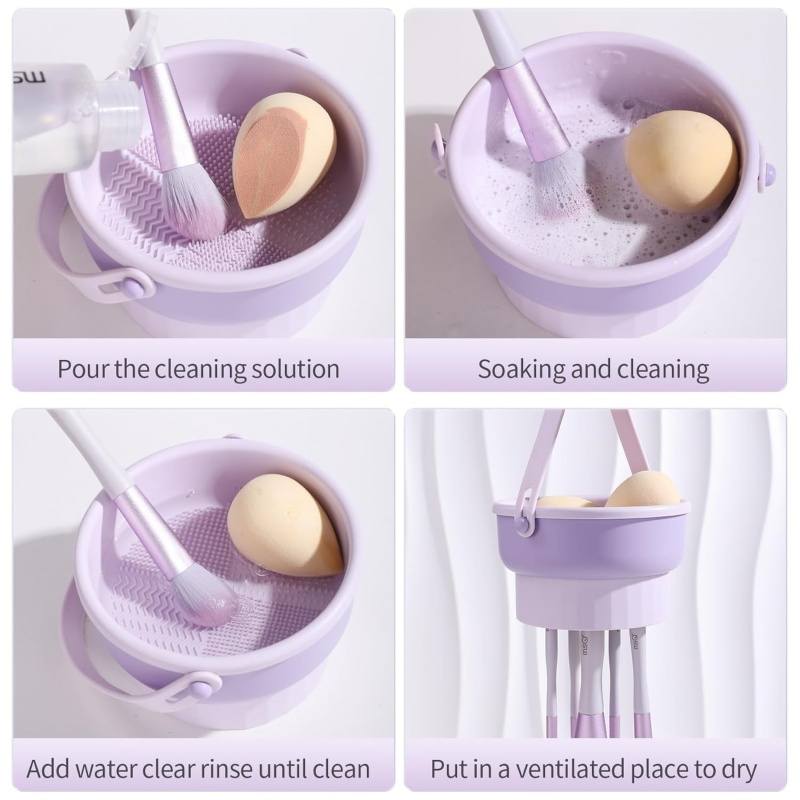 Pour the cleaning solution
Soaking and cleaning
Add water clear rinse until clean
Put in a ventilated place to dry